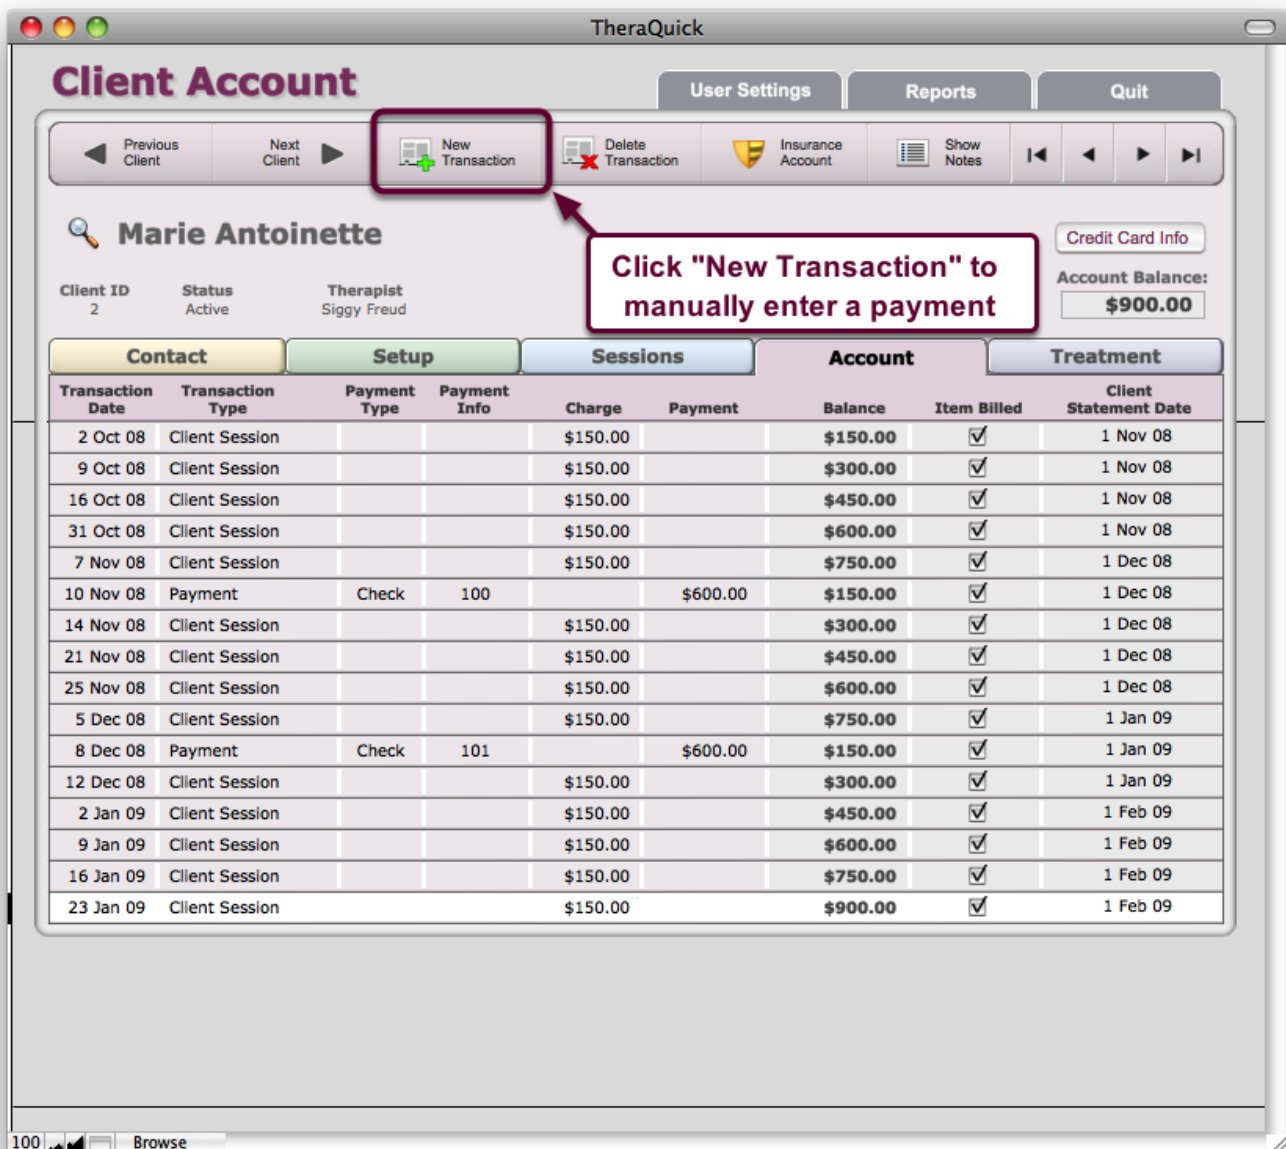 TheraQuick
Client Account
User Settings
Reports
Quit
Previous
Client
Next
Client
New
Transaction
Delete
Transaction
Insurance
Account
Show
Notes
Marie Antoinette
Credit Card Info
Click "New Transaction" to
manually enter a payment
Client ID
2
Status
Active
Therapist
Siggy Freud
Account Balance:
$900.00
Contact
Setup
Sessions
Account
Treatment
Transaction
Date
Transaction
Type
Payment
Type
Payment
Info
Charge
Payment
Balance
Item Billed
Client
Statement Date
2 Oct 08 Client Session $150.00 $150.00 1 Nov 08
9 Oct 08 Client Session $150.00 $300.00 1 Nov 08
16 Oct 08 Client Session $150.00 $450.00 1 Nov 08
31 Oct 08 Client Session $150.00 $600.00 1 Nov 08
7 Nov 08 Client Session $150.00 $750.00 1 Dec 08
10 Nov 08 Payment Check 100 $600.00 $150.00 1 Dec 08
14 Nov 08 Client Session $150.00 $300.00 1 Dec 08
21 Nov 08 Client Session $150.00 $450.00 1 Dec 08
25 Nov 08 Client Session $150.00 $600.00 1 Dec 08
5 Dec 08 Client Session $150.00 $750.00 1 Jan 09
8 Dec 08 Payment Check 101 $600.00 $150.00 1 Jan 09
12 Dec 08 Client Session $150.00 $300.00 1 Jan 09
2 Jan 09 Client Session $150.00 $450.00 1 Feb 09
9 Jan 09 Client Session $150.00 $600.00 1 Feb 09
16 Jan 09 Client Session $150.00 $750.00 1 Feb 09
23 Jan 09 Client Session $150.00 $900.00 1 Feb 09
100 Browse